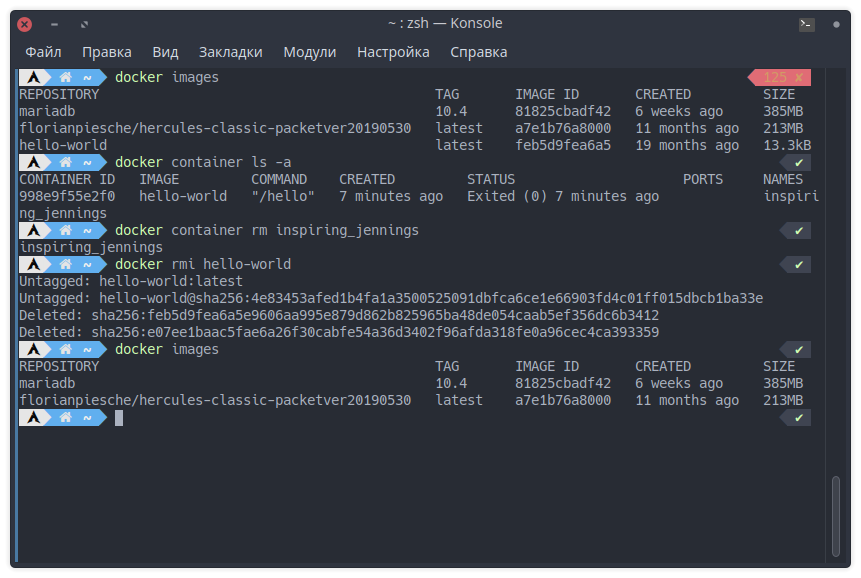 ~ : zsh — Konsole
Файл Правка Вид Закладки Модули Настройка Справка
~ docker images 125 ✘
REPOSITORY TAG IMAGE ID CREATED SIZE
mariadb 10.4 81825cbadf42 6 weeks ago 385MB
florianpiesche/hercules-classic-packetver20190530 latest a7e1b76a8000 11 months ago 213MB
hello-world latest feb5d9fea6a5 19 months ago 13.3kB
~ docker container ls -a ✔
CONTAINER ID IMAGE COMMAND CREATED STATUS PORTS NAMES
998e9f55e2f0 hello-world "/hello" 7 minutes ago Exited (0) 7 minutes ago inspiri
ng_jennings
~ docker container rm inspiring_jennings ✔
inspiring_jennings
~ docker rmi hello-world ✔
Untagged: hello-world:latest
Untagged: hello-world@sha256:4e83453afed1b4fa1a3500525091dbfca6ce1e66903fd4c01ff015dbcb1ba33e
Deleted: sha256:feb5d9fea6a5e9606aa995e879d862b825965ba48de054caab5ef356dc6b3412
Deleted: sha256:e07ee1baac5fae6a26f30cabfe54a36d3402f96afda318fe0a96cec4ca393359
~ docker images ✔
REPOSITORY TAG IMAGE ID CREATED SIZE
mariadb 10.4 81825cbadf42 6 weeks ago 385MB
florianpiesche/hercules-classic-packetver20190530 latest a7e1b76a8000 11 months ago 213MB
~ ✔